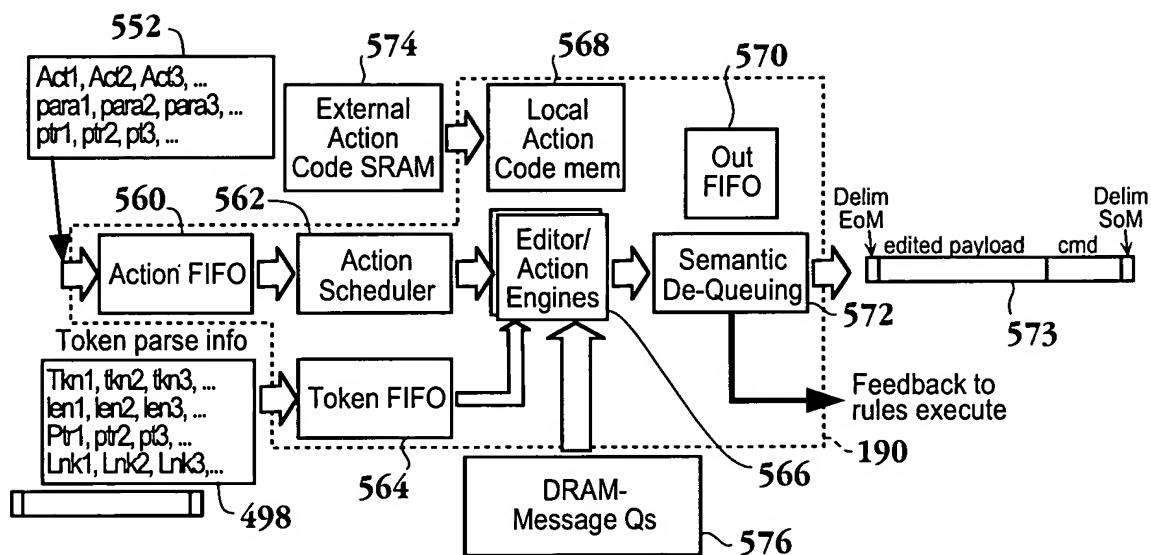 552
574
568
570
Act1, Act2, Act3, ...
para1, para2, para3, ...
ptr1, ptr2, pt3, ...
External
Action
Code SRAM
Local
Action
Code mem
Out
FIFO
560
562
Delim
EoM
Delim
SoM
Action FIFO
Action
Scheduler
Editor/
Action
Engines
Semantic
De-Queuing
edited payload
cmd
572
573
Token parse info
Tkn1, tkn2, tkn3, ...
len1, len2, len3, ...
Ptr1, ptr2, pt3, ...
Lnk1, Lnk2, Lnk3,...
Token FIFO
Feedback to
rules execute
190
498
564
566
DRAM-
Message Qs
576